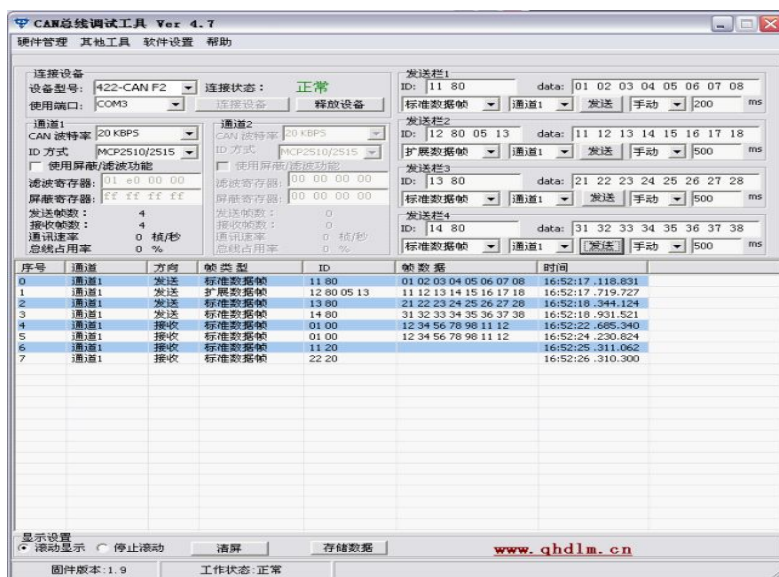 CAN总线调试工具 Ver 4.7
硬件管理 其他工具 软件设置 帮助
连接设备
设备型号: 422-CAN F2 连接状态: 正常
使用端口: COM3 连接设备 释放设备
通道1
CAN 波特率 20 KBPS
ID 方式 MCP2510/2515
使用屏蔽/滤波功能
滤波寄存器: 01 e0 00 00
屏蔽寄存器: ff ff ff ff
发送帧数: 4
接收帧数: 4
通讯速率 0 桢/秒
总线占用率 0 %
通道2
CAN 波特率 20 KBPS
ID 方式 MCP2510/2515
使用屏蔽/滤波功能
滤波寄存器: 00 00 00 00
屏蔽寄存器: 00 00 00 00
发送帧数: 0
接收帧数: 0
通讯速率 0 桢/秒
总线占用率 0 %
发送栏1
ID: 11 80 data: 01 02 03 04 05 06 07 08
标准数据帧 通道1 发送 手动 200 ms
发送栏2
ID: 12 80 05 13 data: 11 12 13 14 15 16 17 18
扩展数据帧 通道1 发送 手动 500 ms
发送栏3
ID: 13 80 data: 21 22 23 24 25 26 27 28
标准数据帧 通道1 发送 手动 500 ms
发送栏4
ID: 14 80 data: 31 32 33 34 35 36 37 38
标准数据帧 通道1 发送 手动 500 ms
序号 通道 方向 帧类型 ID 帧数据 时间
0 通道1 发送 标准数据帧 11 80 01 02 03 04 05 06 07 08 16:52:17 .118.831
1 通道1 发送 扩展数据帧 12 80 05 13 11 12 13 14 15 16 17 18 16:52:17 .719.727
2 通道1 发送 标准数据帧 13 80 21 22 23 24 25 26 27 28 16:52:18 .344.124
3 通道1 发送 标准数据帧 14 80 31 32 33 34 35 36 37 38 16:52:18 .931.521
4 通道1 接收 标准数据帧 01 00 12 34 56 78 98 11 12 16:52:22 .685.340
5 通道1 接收 标准数据帧 01 00 12 34 56 78 98 11 12 16:52:24 .230.824
6 通道1 接收 标准数据帧 11 20 16:52:25 .311.062
7 通道1 接收 标准数据帧 22 20 16:52:26 .310.300
显示设置
滚动显示 停止滚动 清屏 存储数据 www. qhdlm. cn
固件版本:1.9 工作状态:正常